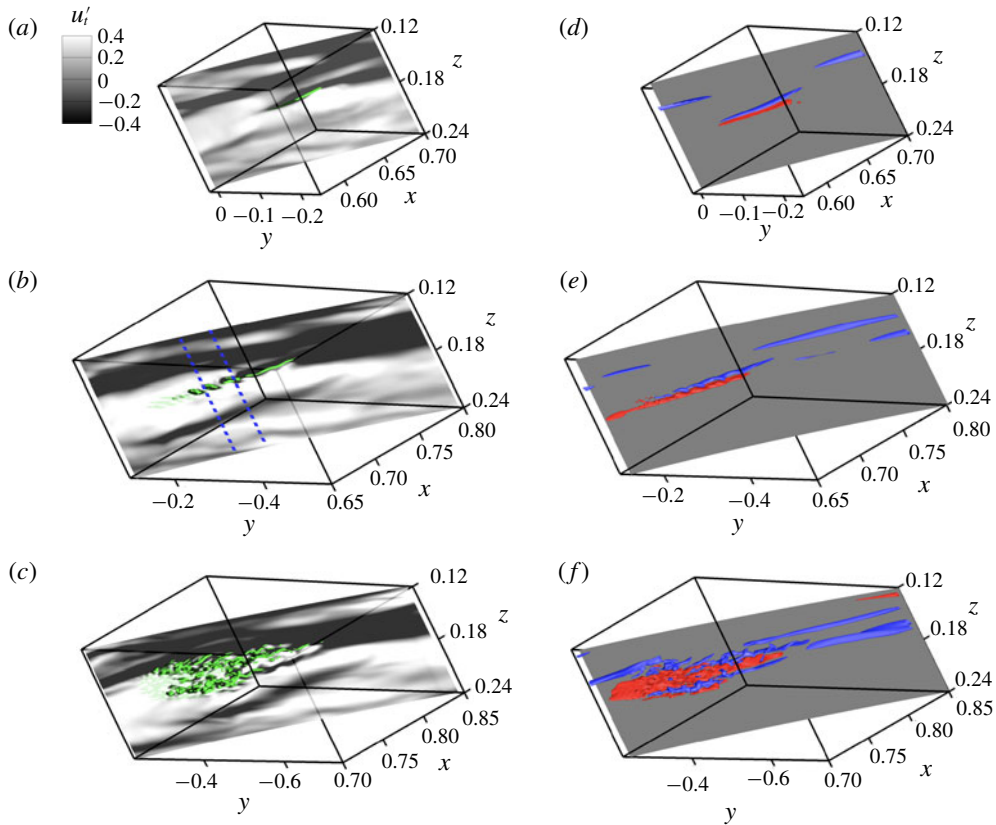 (a)
u′t
0.4
0.2
0
−0.2
−0.4
0.12
z
0.18
0.24
0.70
0.65
x
0.60
0 −0.1 −0.2
y
(d)
0.12
z
0.18
0.24
0.70
0.65
x
0.60
0 −0.1 −0.2
y
(b)
0.12
z
0.18
0.24
0.80
0.75
x
0.70
0.65
−0.2 −0.4
y
(e)
0.12
z
0.18
0.24
0.80
0.75
x
0.70
0.65
−0.2 −0.4
y
(c)
0.12
z
0.18
0.24
0.85
0.80
x
0.75
0.70
−0.4 −0.6
y
(f)
0.12
z
0.18
0.24
0.85
0.80
x
0.75
0.70
−0.4 −0.6
y